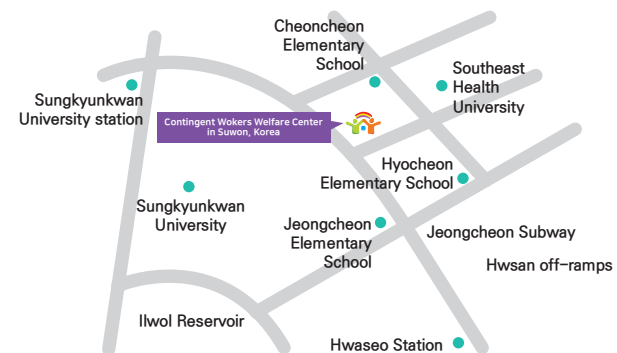 Cheoncheon
Elementary
School
Southeast
Health
University
Sungkyunkwan
University station
Contingent Wokers Welfare Center
in Suwon, Korea
Hyocheon
Elementary School
Sungkyunkwan
University
Jeongcheon
Elementary
School
Jeongcheon Subway
Hwsan off-ramps
Ilwol Reservoir
Hwaseo Station